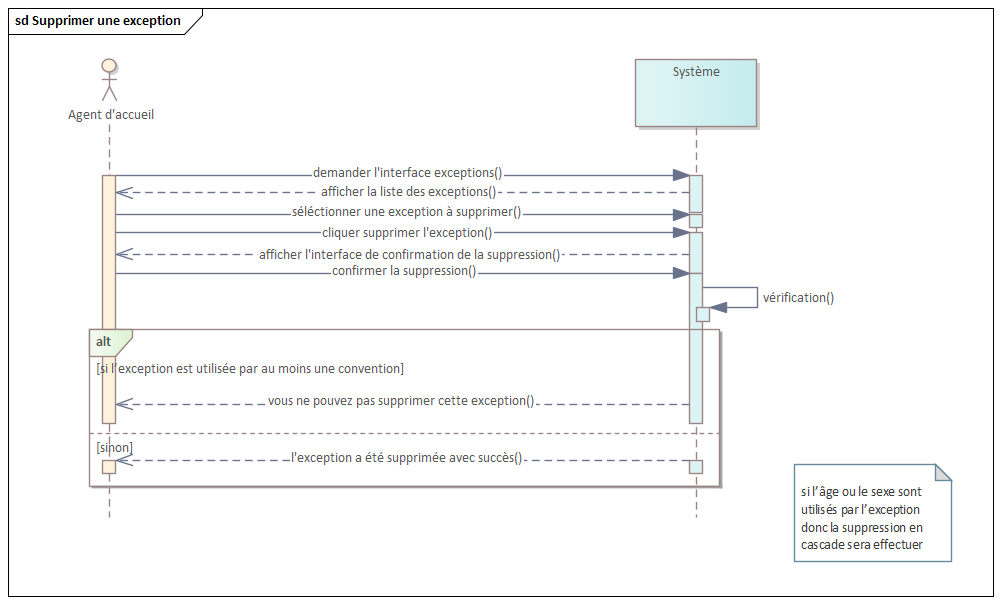 sd Supprimer une exception
Système
Agent d'accueil
demander l'interface exceptions()
afficher la liste des exceptions()
séléctionner une exception à supprimer()
cliquer supprimer l'exception()
afficher l'interface de confirmation de la suppression()
confirmer la suppression()
vérification()
alt
[si l'exception est utilisée par au moins une convention]
vous ne pouvez pas supprimer cette exception()
[sinon]
l'exception a été supprimée avec succès()
si l'âge ou le sexe sont
utilisés par l'exception
donc la suppression en
cascade sera effectuer